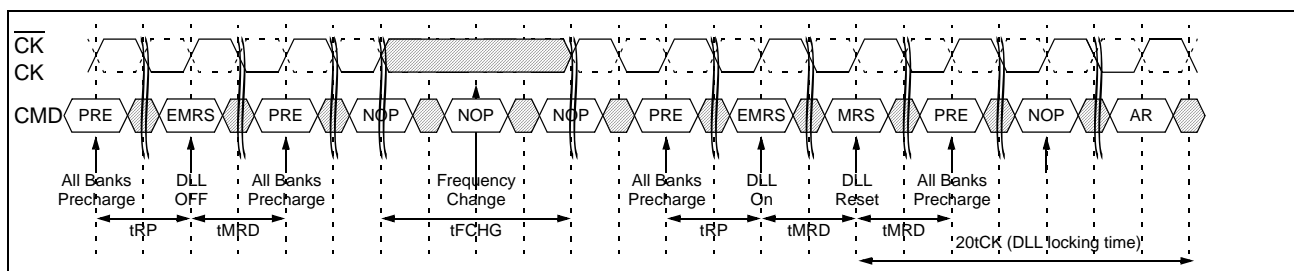 CK
CK
CMD PRE EMRS PRE NOP NOP NOP PRE EMRS MRS PRE NOP AR
All Banks Precharge
DLL OFF
All Banks Precharge
Frequency Change
All Banks Precharge
DLL On
DLL Reset
All Banks Precharge
tRP
tMRD
tFCHG
tRP
tMRD
tMRD
20tCK (DLL locking time)